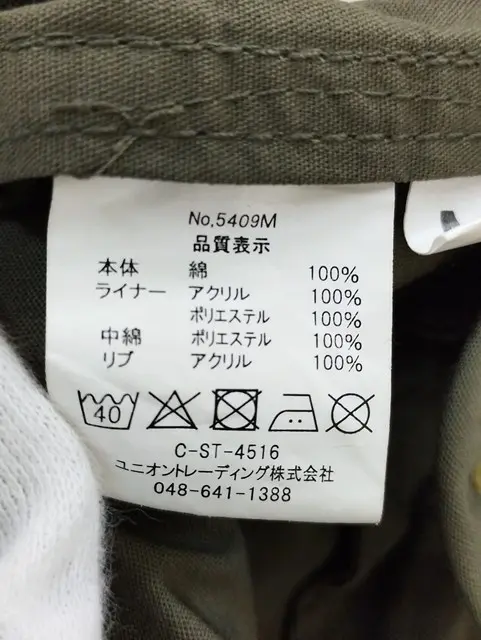 No,5409M
品質表示
本体 綿 100%
ライナー アクリル 100%
ポリエステル 100%
中綿 ポリエステル 100%
リブ アクリル 100%
40
C-ST-4516
ユニオントレーディング株式会社
048-641-1388